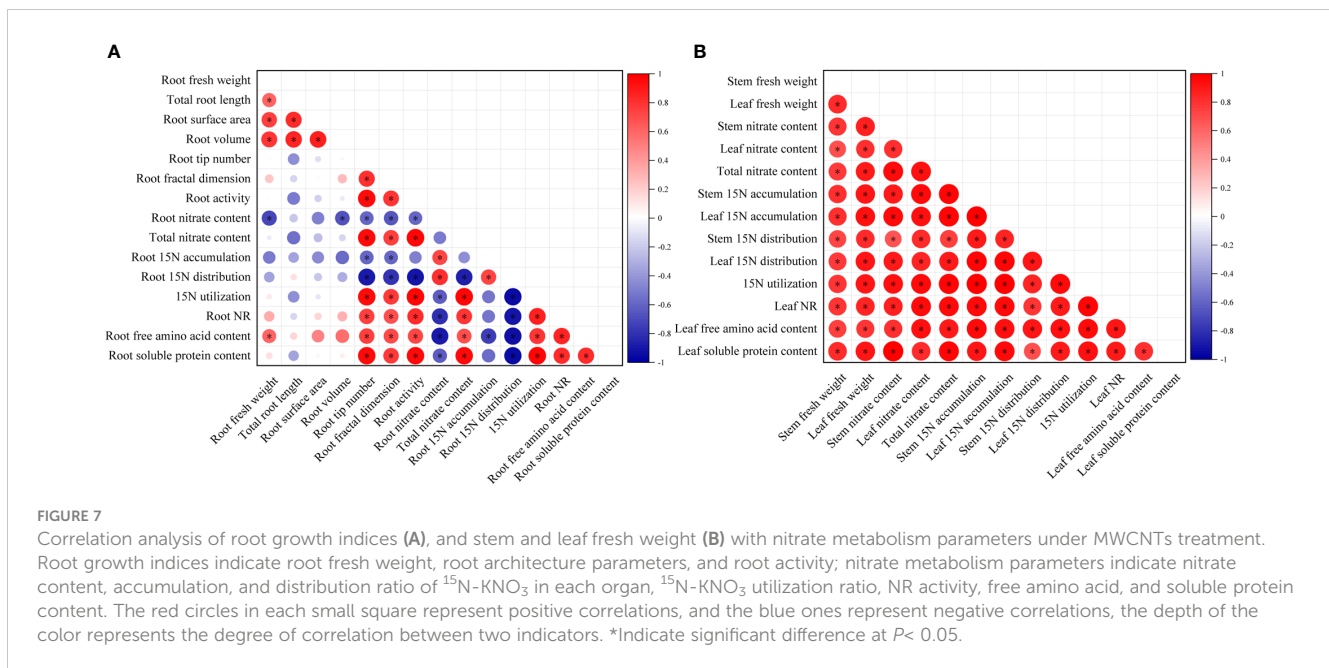 A
B
Root fresh weight
Total root length
Root surface area
Root volume
Root tip number
Root fractal dimension
Root activity
Root nitrate content
Total nitrate content
Root 15N accumulation
Root 15N distribution
15N utilization
Root NR
Root free amino acid content
Root soluble protein content
1
0.8
0.6
0.4
0.2
0
-0.2
-0.4
-0.6
-0.8
-1
Root fresh weight
Total root length
Root surface area
Root volume
Root tip number
Root fractal dimension
Root activity
Root nitrate content
Total nitrate content
Root 15N accumulation
Root 15N distribution
15N utilization
Root NR
Root free amino acid content
Root soluble protein content
Stem fresh weight
Leaf fresh weight
Stem nitrate content
Leaf nitrate content
Total nitrate content
Stem 15N accumulation
Leaf 15N accumulation
Stem 15N distribution
Leaf 15N distribution
15N utilization
Leaf NR
Leaf free amino acid content
Leaf soluble protein content
1
0.8
0.6
0.4
0.2
0
-0.2
-0.4
-0.6
-0.8
-1
Stem fresh weight
Leaf fresh weight
Stem nitrate content
Leaf nitrate content
Total nitrate content
Stem 15N accumulation
Leaf 15N accumulation
Stem 15N distribution
Leaf 15N distribution
15N utilization
Leaf NR
Leaf free amino acid content
Leaf soluble protein content
FIGURE 7
Correlation analysis of root growth indices (A), and stem and leaf fresh weight (B) with nitrate metabolism parameters under MWCNTs treatment.
Root growth indices indicate root fresh weight, root architecture parameters, and root activity; nitrate metabolism parameters indicate nitrate
content, accumulation, and distribution ratio of ¹⁵N-KNO₃ in each organ, ¹⁵N-KNO₃ utilization ratio, NR activity, free amino acid, and soluble protein
content. The red circles in each small square represent positive correlations, and the blue ones represent negative correlations, the depth of the
color represents the degree of correlation between two indicators. *Indicate significant difference at P< 0.05.